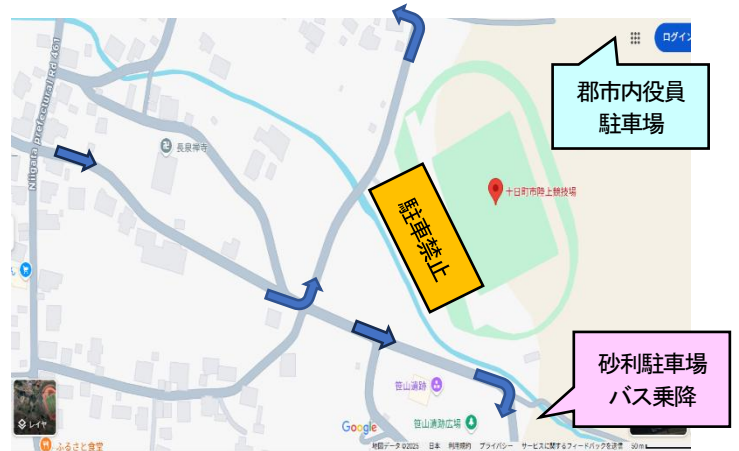 ログイン
郡市内役員
駐車場
Niigata prefectural Rd 461
長泉禅寺
十日町市陸上競技場
駐車禁止
砂利駐車場
バス乗降
笹山遺跡
笹山遺跡広場
レイヤ
Google
ふるさと食堂
地図データ ©2025 日本 利用規約 プライバシー サービスに関するフィードバックを送信 50 m